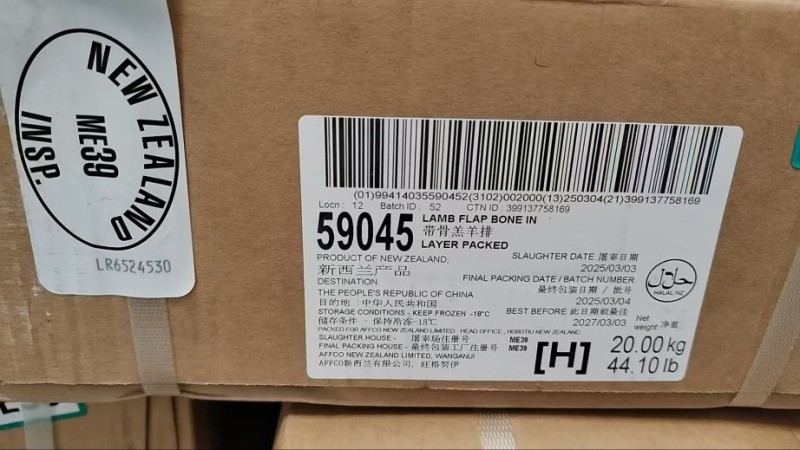 NEW ZEALAND
ME39
INSP.
LR6524530
(01)99414035590452(3102)002000(13)250304(21)399137758169
Locn : 12 Batch ID : 52 CTN ID : 399137758169
59045 LAMB FLAP BONE IN
带骨羔羊排
LAYER PACKED
PRODUCT OF NEW ZEALAND,
新西兰产品
DESTINATION
THE PEOPLE'S REPUBLIC OF CHINA
目的地 :中华人民共和国
STORAGE CONDITIONS - KEEP FROZEN -18°C
储存条件 - 保持冷冻-18°C
PACKED FOR AFFCO NEW ZEALAND LIMITED HEAD OFFICE, HOROTIU NEW ZEALAND
SLAUGHTER HOUSE - 屠宰场注册号 ME39
FINAL PACKING HOUSE - 最终包装工厂注册号 ME39
AFFCO NEW ZEALAND LIMITED, WANGANUI
AFFCO新西兰有限公司, 旺格努伊
SLAUGHTER DATE 屠宰日期
2025/03/03
FINAL PACKING DATE / BATCH NUMBER
最终包装日期 / 批号
2025/03/04
BEST BEFORE 此日期前最佳
2027/03/03
حلال
HALAL NZ
Net weight 净重
[H]
20.00 kg
44.10 lb